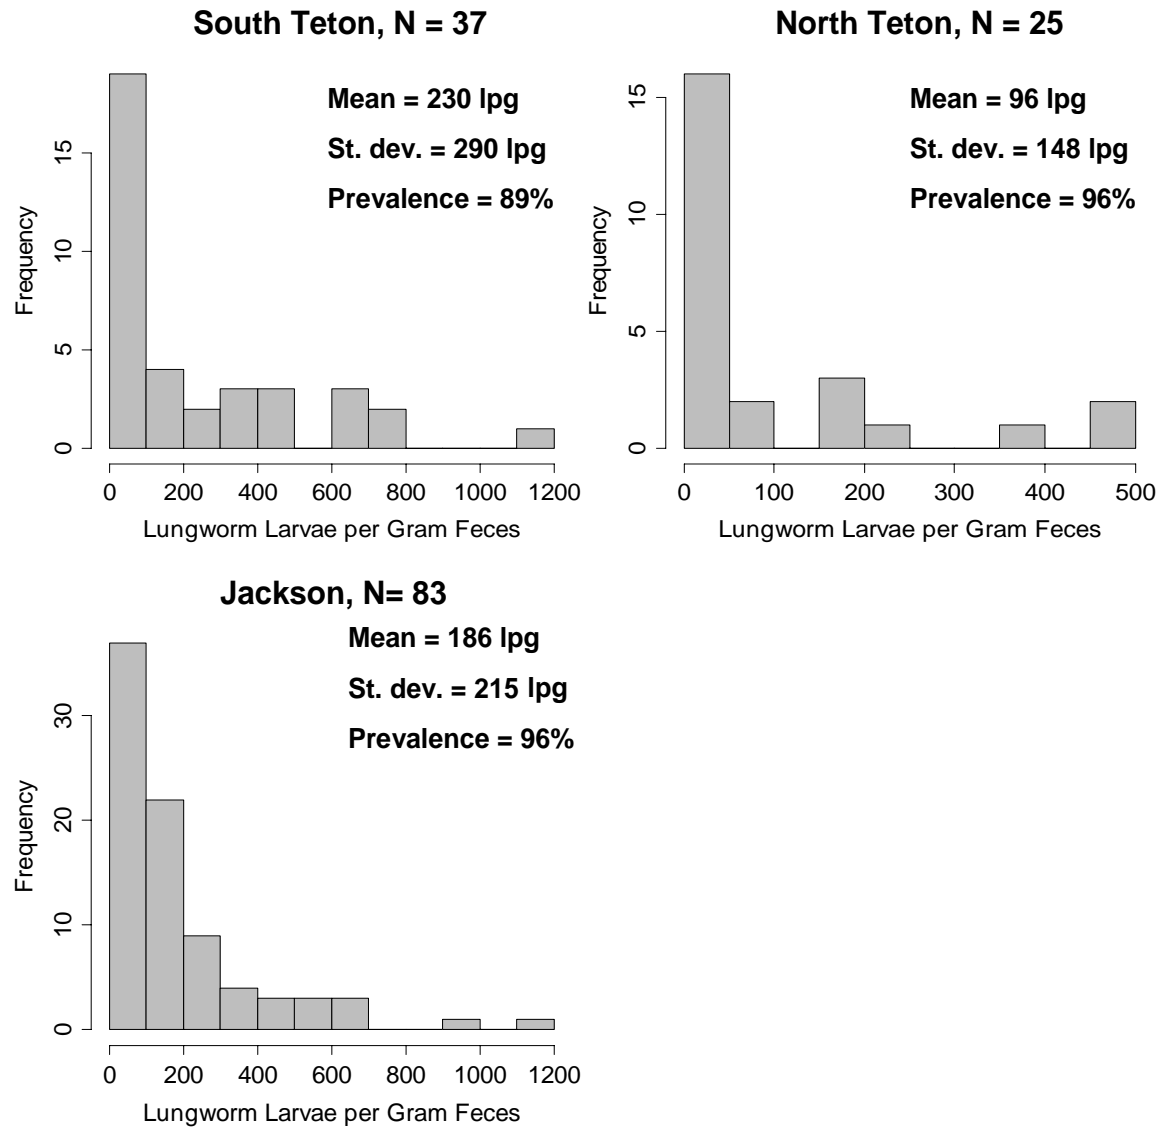 South Teton, N = 37
Mean = 230 lpg
St. dev. = 290 lpg
Prevalence = 89%
Frequency
0
5
10
15
0 200 400 600 800 1000 1200
Lungworm Larvae per Gram Feces
North Teton, N = 25
Mean = 96 lpg
St. dev. = 148 lpg
Prevalence = 96%
Frequency
0
5
10
15
0 100 200 300 400 500
Lungworm Larvae per Gram Feces
Jackson, N= 83
Mean = 186 lpg
St. dev. = 215 lpg
Prevalence = 96%
Frequency
0
10
20
30
0 200 400 600 800 1000 1200
Lungworm Larvae per Gram Feces